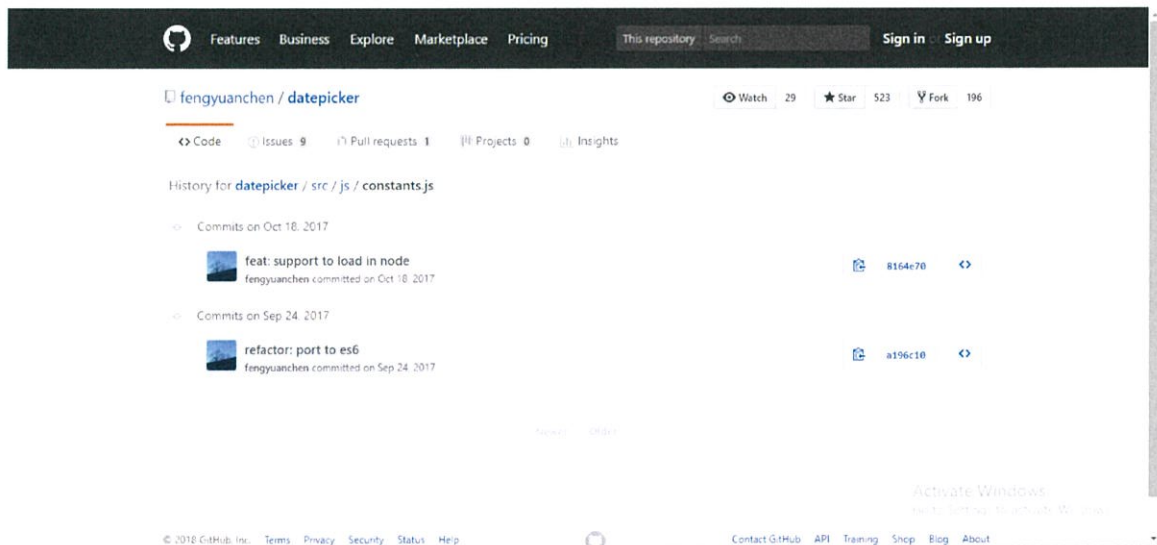 Features Business Explore Marketplace Pricing This repository Search Sign in or Sign up
fengyuanchen / datepicker Watch 29 Star 523 Fork 196
Code Issues 9 Pull requests 1 Projects 0 Insights
History for datepicker / src / js / constants.js
Commits on Oct 18, 2017
feat: support to load in node
fengyuanchen committed on Oct 18, 2017
8164e70
Commits on Sep 24, 2017
refactor: port to es6
fengyuanchen committed on Sep 24, 2017
a196c10
Newer Older
Activate Windows
© 2018 GitHub, Inc. Terms Privacy Security Status Help Contact GitHub API Training Shop Blog About